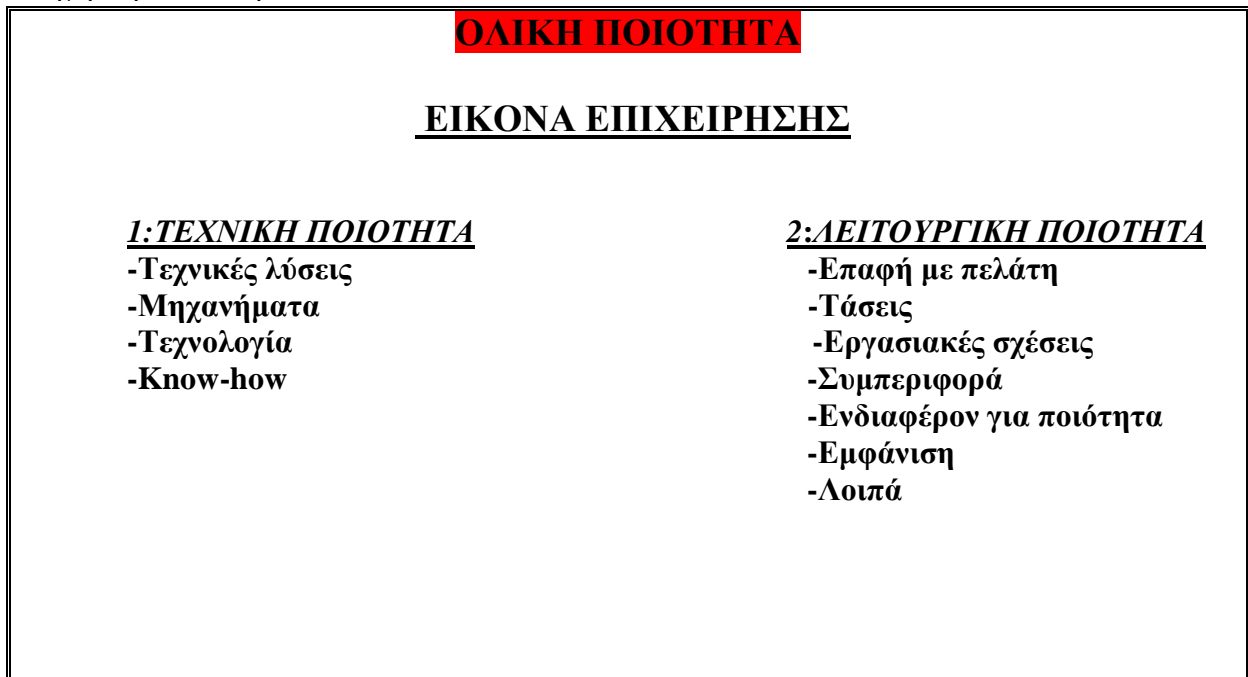 ΟΛΙΚΗ ΠΟΙΟΤΗΤΑ
ΕΙΚΟΝΑ ΕΠΙΧΕΙΡΗΣΗΣ
1:ΤΕΧΝΙΚΗ ΠΟΙΟΤΗΤΑ
-Τεχνικές λύσεις
-Μηχανήματα
-Τεχνολογία
-Know-how
2:ΛΕΙΤΟΥΡΓΙΚΗ ΠΟΙΟΤΗΤΑ
-Επαφή με πελάτη
-Τάσεις
-Εργασιακές σχέσεις
-Συμπεριφορά
-Ενδιαφέρον για ποιότητα
-Εμφάνιση
-Λοιπά